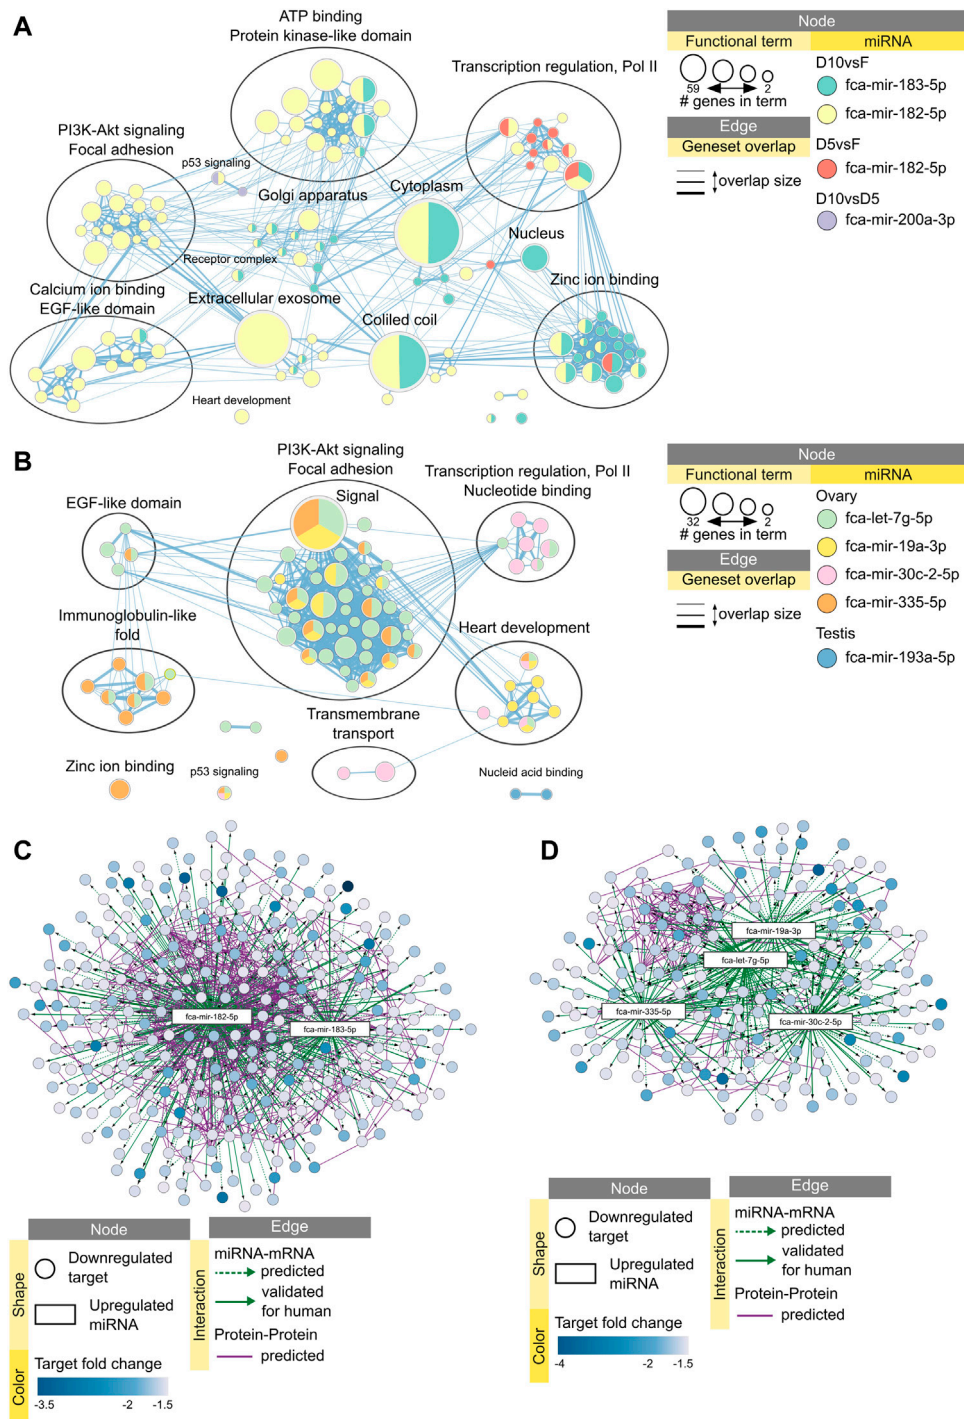 A
ATP binding
Protein kinase-like domain
Transcription regulation, Pol II
PI3K-Akt signaling
Focal adhesion
p53 signaling
Golgi apparatus
Cytoplasm
Receptor complex
Nucleus
Calcium ion binding
EGF-like domain
Extracellular exosome
Zinc ion binding
Coliled coil
Heart development
Node
Functional term
miRNA
59
2
# genes in term
D10vsF
fca-mir-183-5p
fca-mir-182-5p
Edge
Geneset overlap
overlap size
D5vsF
fca-mir-182-5p
D10vsD5
fca-mir-200a-3p
B
PI3K-Akt signaling
Focal adhesion
Signal
Transcription regulation, Pol II
Nucleotide binding
EGF-like domain
Immunoglobulin-like
fold
Heart development
Transmembrane
transport
Zinc ion binding
p53 signaling
Nucleid acid binding
Node
Functional term
miRNA
32
2
# genes in term
Ovary
fca-let-7g-5p
fca-mir-19a-3p
fca-mir-30c-2-5p
fca-mir-335-5p
Edge
Geneset overlap
overlap size
Testis
fca-mir-193a-5p
C
fca-mir-182-5p
fca-mir-183-5p
Node
Edge
Shape
Downregulated
target
Upregulated
miRNA
Interaction
miRNA-mRNA
predicted
validated
for human
Protein-Protein
predicted
Color
Target fold change
-3.5
-2
-1.5
D
fca-mir-19a-3p
fca-let-7g-5p
fca-mir-335-5p
fca-mir-30c-2-5p
Node
Edge
Shape
Downregulated
target
Upregulated
miRNA
Interaction
miRNA-mRNA
predicted
validated
for human
Protein-Protein
predicted
Color
Target fold change
-4
-2
-1.5